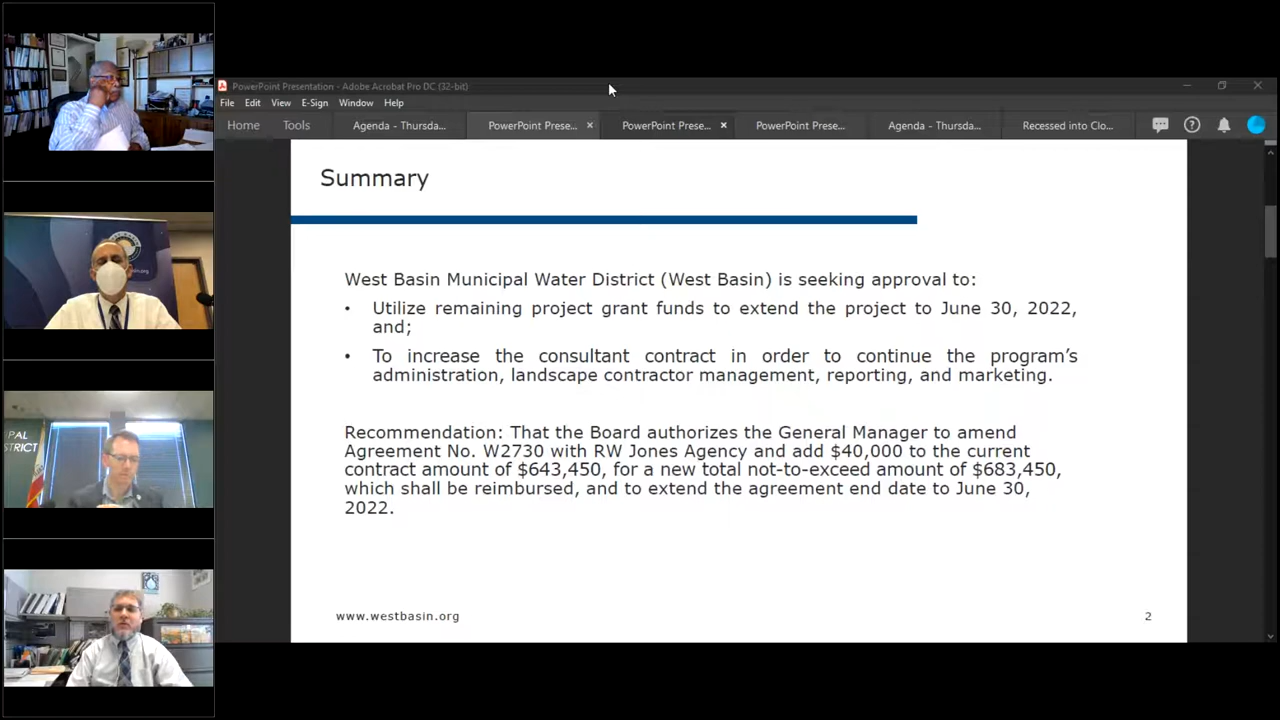 PowerPoint Presentation - Adobe Acrobat Pro DC (32-bit)
File Edit View E-Sign Window Help
Home Tools Agenda - Thursda... PowerPoint Prese... PowerPoint Prese... PowerPoint Prese... Agenda - Thursda... Recessed into Clo...
Summary
West Basin Municipal Water District (West Basin) is seeking approval to:
• Utilize remaining project grant funds to extend the project to June 30, 2022,
and;
• To increase the consultant contract in order to continue the program's
administration, landscape contractor management, reporting, and marketing.
Recommendation: That the Board authorizes the General Manager to amend
Agreement No. W2730 with RW Jones Agency and add $40,000 to the current
contract amount of $643,450, for a new total not-to-exceed amount of $683,450,
which shall be reimbursed, and to extend the agreement end date to June 30,
2022.
www.westbasin.org
2
PAL
STRICT